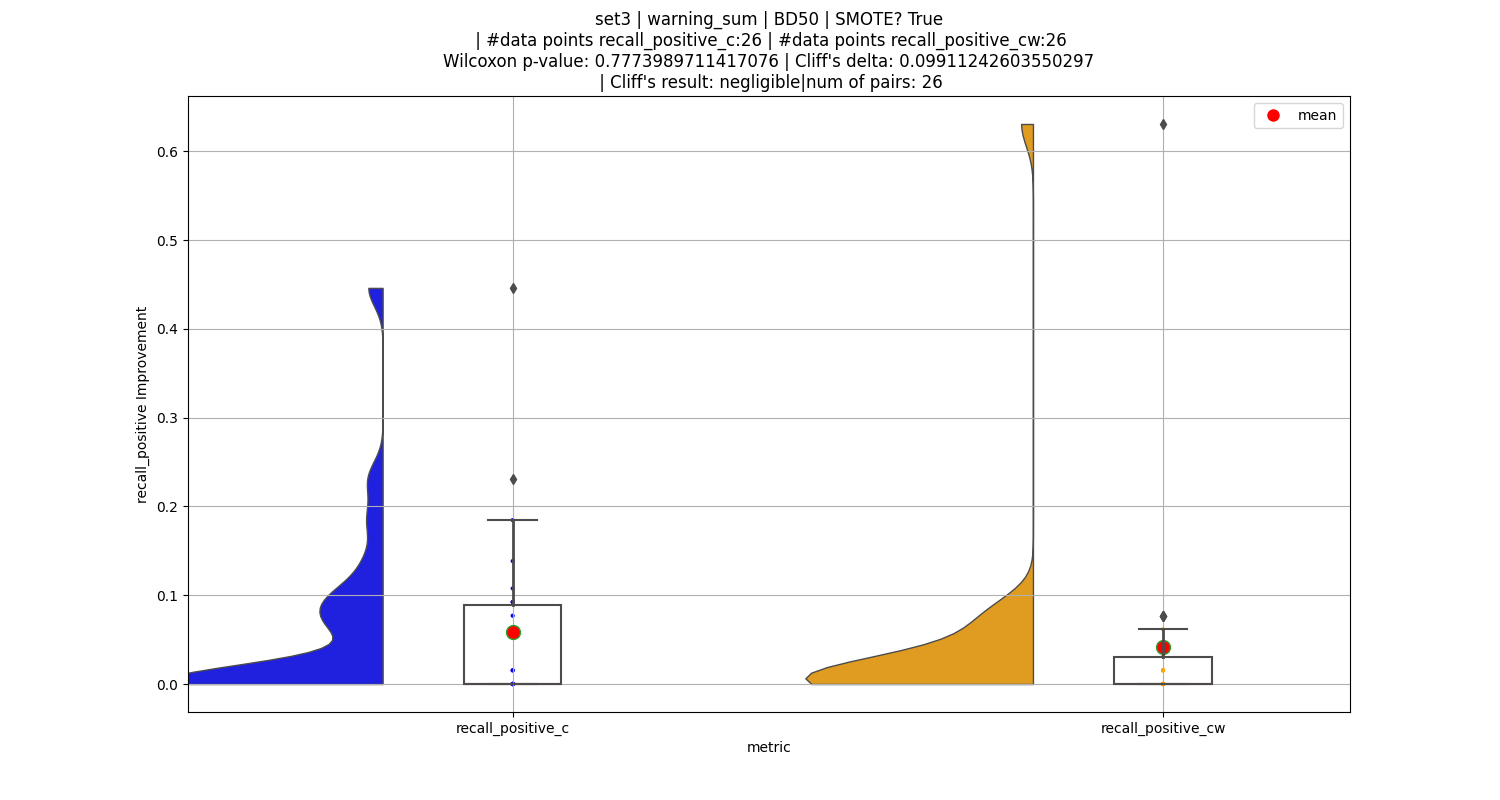 set3 | warning_sum | BD50 | SMOTE? True
| #data points recall_positive_c:26 | #data points recall_positive_cw:26
Wilcoxon p-value: 0.7773989711417076 | Cliff's delta: 0.09911242603550297
| Cliff's result: negligible|num of pairs: 26
mean
recall_positive Improvement
0.6
0.5
0.4
0.3
0.2
0.1
0.0
recall_positive_c
recall_positive_cw
metric